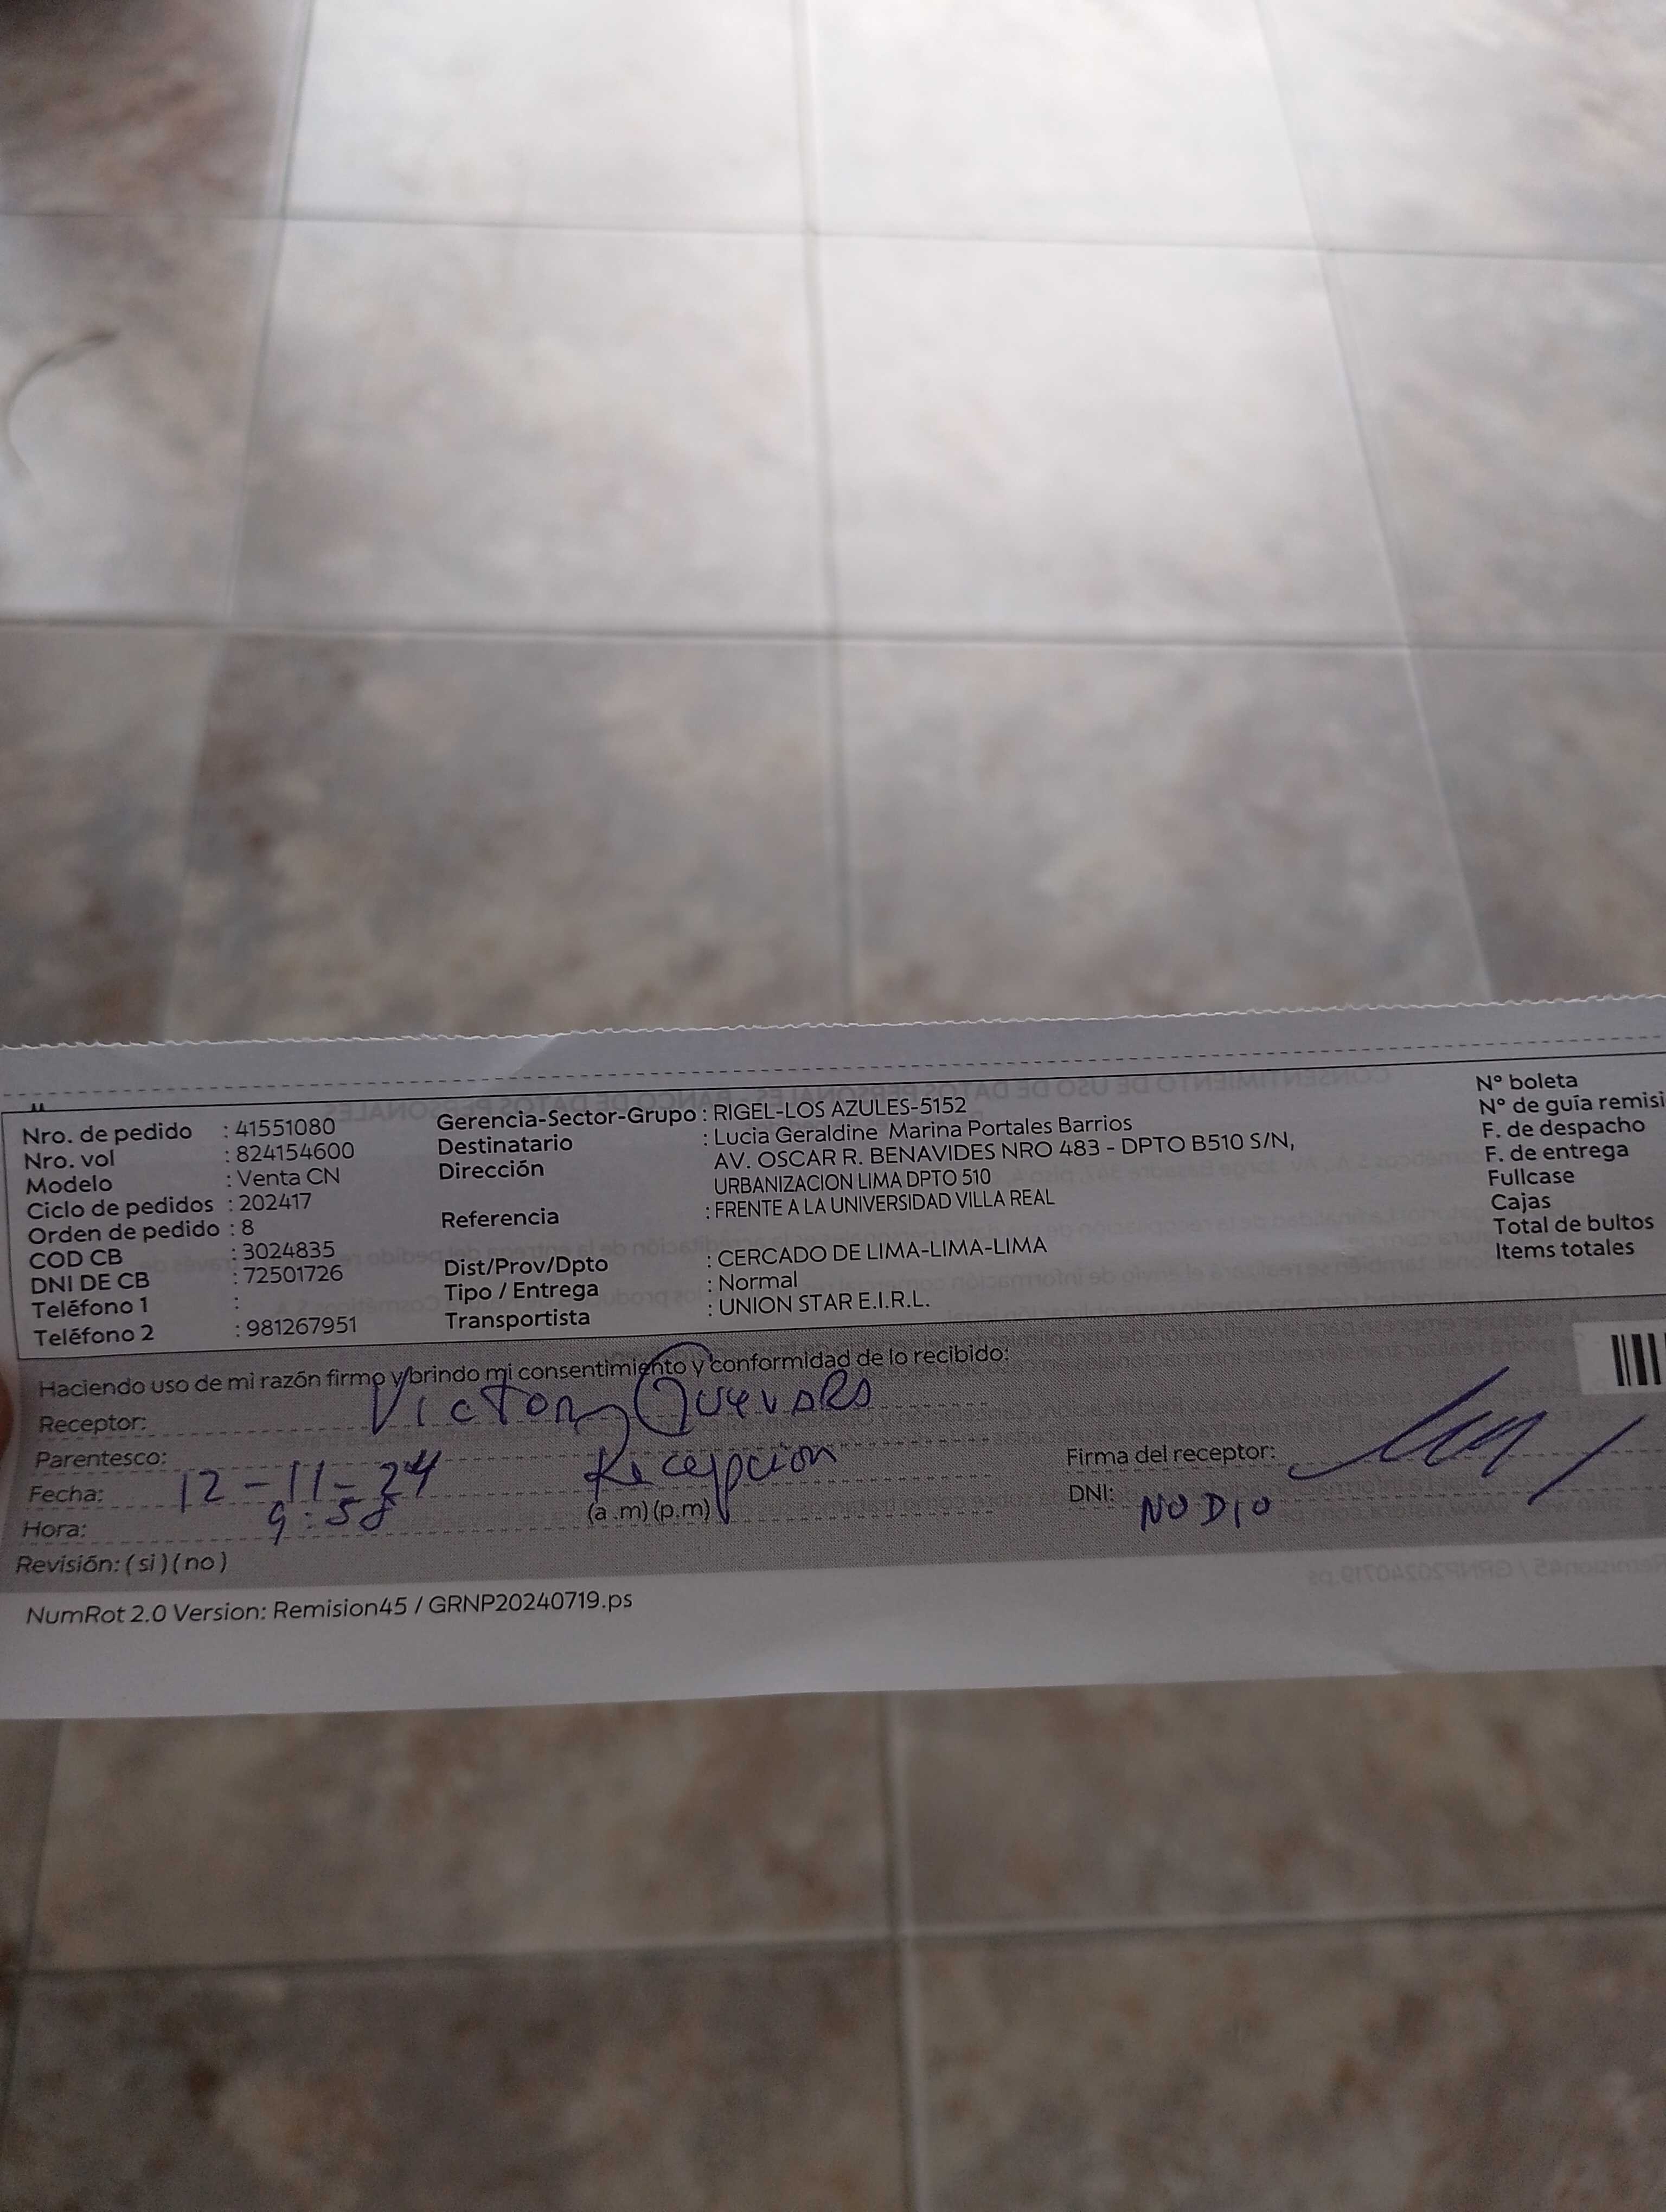 Nro. de pedido : 41551080
Nro. vol : 824154600
Modelo : Venta CN
Ciclo de pedidos : 202417
Orden de pedido : 8
COD CB : 3024835
DNI DE CB : 72501726
Teléfono 1 :
Teléfono 2 : 981267951
Gerencia-Sector-Grupo : RIGEL-LOS AZULES-5152
Destinatario : Lucia Geraldine Marina Portales Barrios
Dirección AV. OSCAR R. BENAVIDES NRO 483 - DPTO B510 S/N,
URBANIZACION LIMA DPTO 510
Referencia : FRENTE A LA UNIVERSIDAD VILLA REAL
Dist/Prov/Dpto : CERCADO DE LIMA-LIMA-LIMA
Tipo / Entrega : Normal
Transportista : UNION STAR E.I.R.L.
N° boleta
N° de guía remisi
F. de despacho
F. de entrega
Fullcase
Cajas
Total de bultos
Items totales
Haciendo uso de mi razón firmo y brindo mi consentimiento y conformidad de lo recibido:
Receptor: Victor Guevara
Parentesco: Recepcion
Fecha: 12-11-24
Hora: 9:58 (a.m) (p.m)
Revisión: (si) (no)
Firma del receptor:
DNI: NO DIO
NumRot 2.0 Version: Remision45 / GRNP20240719.ps